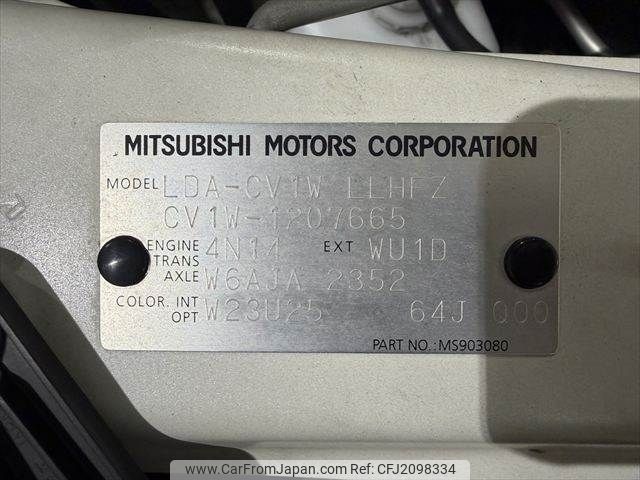 MITSUBISHI MOTORS CORPORATION
MODEL LDA-CV1W LLHFZ
CV1W-1207665
ENGINE 4N14 EXT WU1D
TRANS
AXLE W6AJA 2352
COLOR. INT W23U25 64J Q00
OPT
PART NO.:MS903080
www.CarFromJapan.com | REF: CFJ2098334